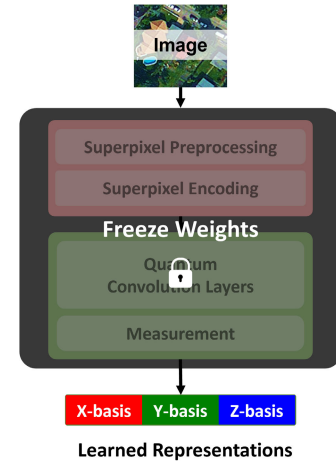 Image
Superpixel Preprocessing
Superpixel Encoding
Freeze Weights
Quantum
Convolution Layers
Measurement
X-basis Y-basis Z-basis
Learned Representations